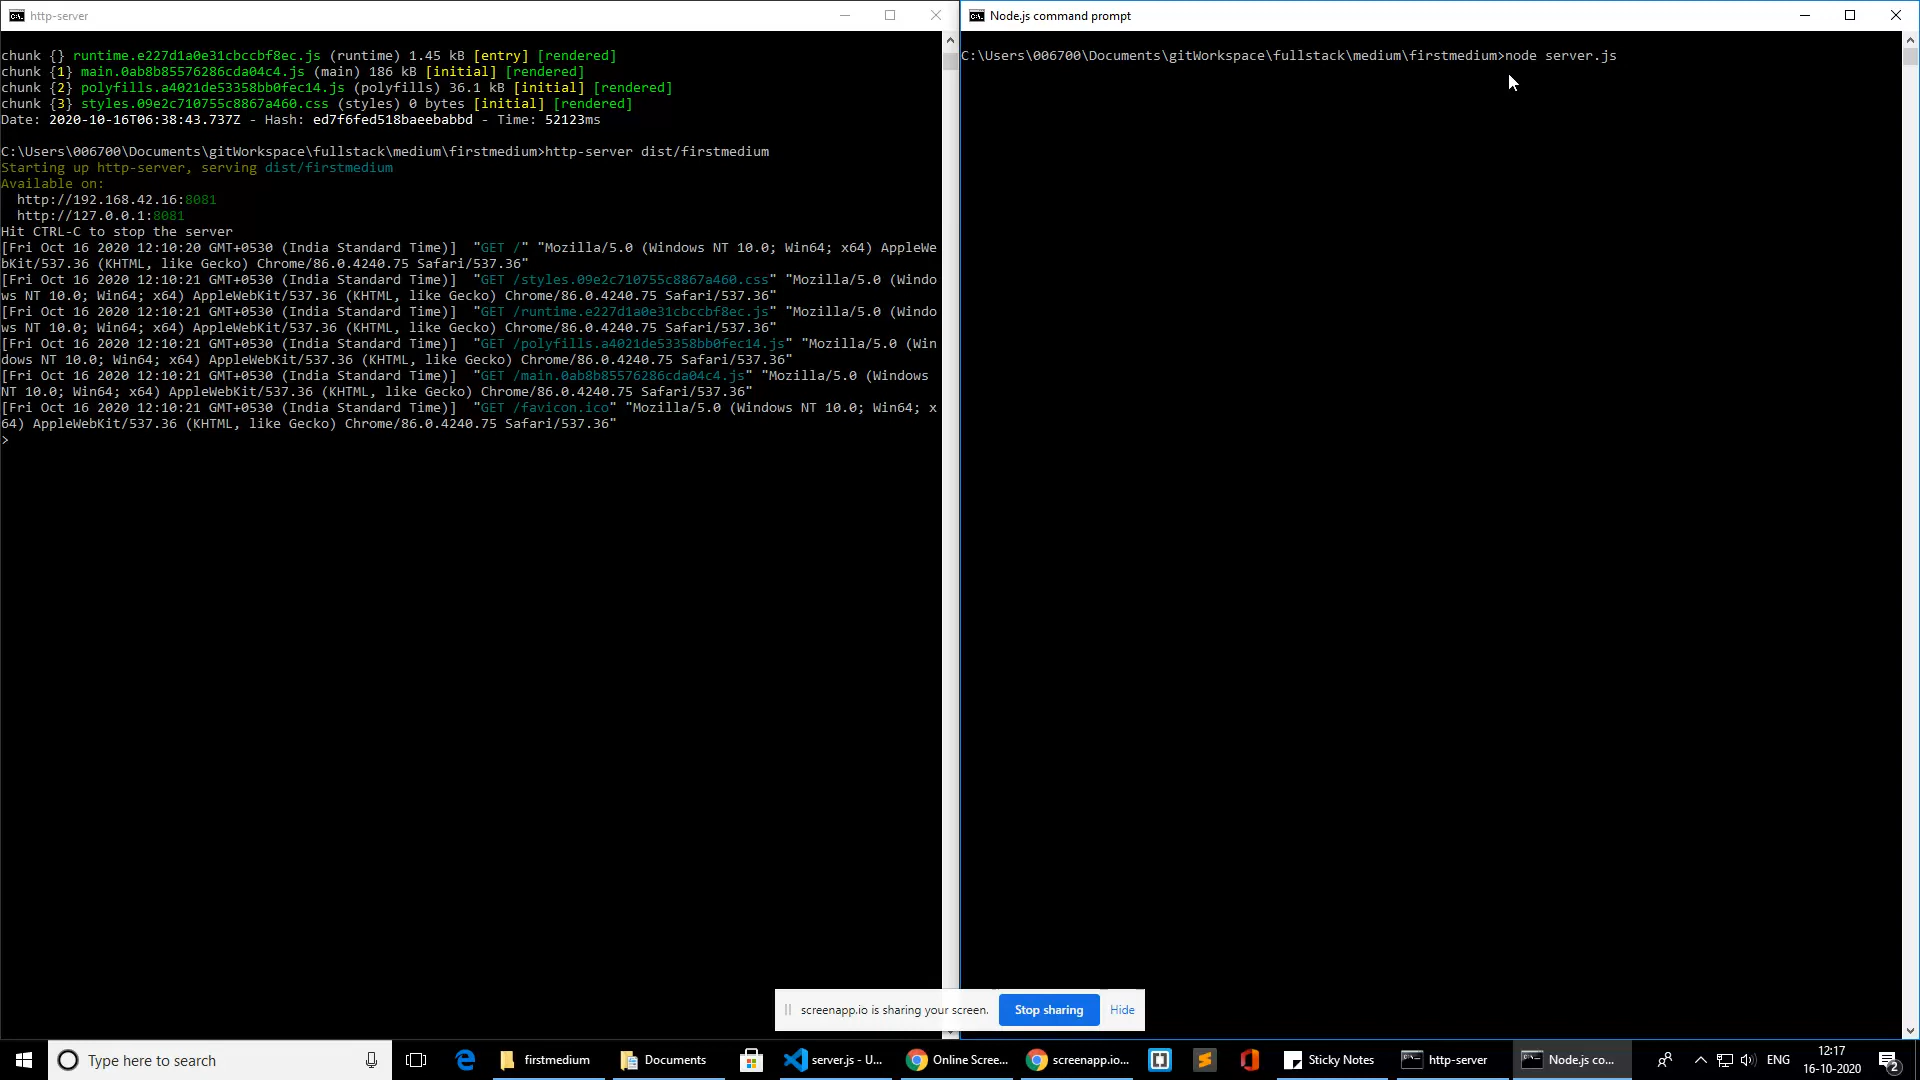 http-server
chunk {} runtime.e227d1a0e31cbccbf8ec.js (runtime) 1.45 kB [entry] [rendered]
chunk {1} main.0ab8b85576286cda04c4.js (main) 186 kB [initial] [rendered]
chunk {2} polyfills.a4021de53358bb0fec14.js (polyfills) 36.1 kB [initial] [rendered]
chunk {3} styles.09e2c710755c8867a460.css (styles) 0 bytes [initial] [rendered]
Date: 2020-10-16T06:38:43.737Z - Hash: ed7f6fed518baeebabbd - Time: 52123ms
C:\Users\006700\Documents\gitWorkspace\fullstack\medium\firstmedium>http-server dist/firstmedium
Starting up http-server, serving dist/firstmedium
Available on:
http://192.168.42.16:8081
http://127.0.0.1:8081
Hit CTRL-C to stop the server
[Fri Oct 16 2020 12:10:20 GMT+0530 (India Standard Time)]  "GET /" "Mozilla/5.0 (Windows NT 10.0; Win64; x64) AppleWe
bKit/537.36 (KHTML, like Gecko) Chrome/86.0.4240.75 Safari/537.36"
[Fri Oct 16 2020 12:10:21 GMT+0530 (India Standard Time)]  "GET /styles.09e2c710755c8867a460.css" "Mozilla/5.0 (Windo
ws NT 10.0; Win64; x64) AppleWebKit/537.36 (KHTML, like Gecko) Chrome/86.0.4240.75 Safari/537.36"
[Fri Oct 16 2020 12:10:21 GMT+0530 (India Standard Time)]  "GET /runtime.e227d1a0e31cbccbf8ec.js" "Mozilla/5.0 (Windo
ws NT 10.0; Win64; x64) AppleWebKit/537.36 (KHTML, like Gecko) Chrome/86.0.4240.75 Safari/537.36"
[Fri Oct 16 2020 12:10:21 GMT+0530 (India Standard Time)]  "GET /polyfills.a4021de53358bb0fec14.js" "Mozilla/5.0 (Win
dows NT 10.0; Win64; x64) AppleWebKit/537.36 (KHTML, like Gecko) Chrome/86.0.4240.75 Safari/537.36"
[Fri Oct 16 2020 12:10:21 GMT+0530 (India Standard Time)]  "GET /main.0ab8b85576286cda04c4.js" "Mozilla/5.0 (Windows
NT 10.0; Win64; x64) AppleWebKit/537.36 (KHTML, like Gecko) Chrome/86.0.4240.75 Safari/537.36"
[Fri Oct 16 2020 12:10:21 GMT+0530 (India Standard Time)]  "GET /favicon.ico" "Mozilla/5.0 (Windows NT 10.0; Win64; x
64) AppleWebKit/537.36 (KHTML, like Gecko) Chrome/86.0.4240.75 Safari/537.36"
>
Node.js command prompt
C:\Users\006700\Documents\gitWorkspace\fullstack\medium\firstmedium>node server.js
screenapp.io is sharing your screen. Stop sharing Hide
Type here to search firstmedium Documents server.js - U... Online Scree... screenapp.io... Sticky Notes http-server Node.js co... ENG 12:17
16-10-2020 2